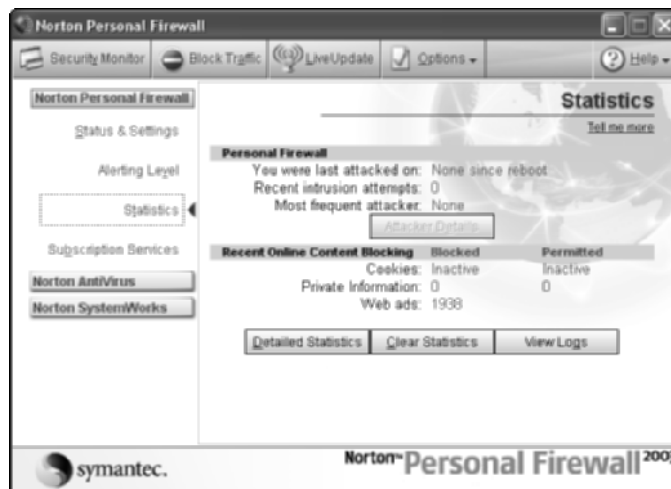 Norton Personal Firewall
Security Monitor Block Traffic LiveUpdate Options Help
Norton Personal Firewall
Status & Settings
Alerting Level
Statistics
Subscription Services
Norton AntiVirus
Norton SystemWorks
Statistics
Tell me more
Personal Firewall
You were last attacked on: None since reboot
Recent intrusion attempts: 0
Most frequent attacker: None
Attacker Details
Recent Online Content Blocking Blocked Permitted
Cookies: Inactive Inactive
Private Information: 0 0
Web ads: 1938
Detailed Statistics Clear Statistics View Logs
symantec.
Norton™ Personal Firewall